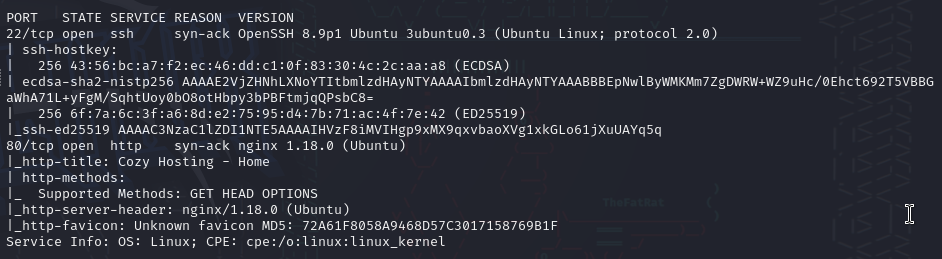 PORT   STATE SERVICE REASON  VERSION
22/tcp open  ssh     syn-ack OpenSSH 8.9p1 Ubuntu 3ubuntu0.3 (Ubuntu Linux; protocol 2.0)
| ssh-hostkey:
|   256 43:56:bc:a7:f2:ec:46:dd:c1:0f:83:30:4c:2c:aa:a8 (ECDSA)
| ecdsa-sha2-nistp256 AAAAE2VjZHNhLXNoYTItbmlzdHAyNTYAAAAIbmlzdHAyNTYAAABBBEpNwlByWMKMm7ZgDWRW+WZ9uHc/0Ehct692T5VBBG
aWhA71L+yFgM/SqhtUoy0bO8otHbpy3bPBFtmjqQPsbC8=
|   256 6f:7a:6c:3f:a6:8d:e2:75:95:d4:7b:71:ac:4f:7e:42 (ED25519)
|_ssh-ed25519 AAAAC3NzaC1lZDI1NTE5AAAAIHVzF8iMVIHgp9xMX9qxvbaoXVg1xkGLo61jXuUAYq5q
80/tcp open  http    syn-ack nginx 1.18.0 (Ubuntu)
|_http-title: Cozy Hosting - Home
| http-methods:
|_  Supported Methods: GET HEAD OPTIONS
|_http-server-header: nginx/1.18.0 (Ubuntu)
|_http-favicon: Unknown favicon MD5: 72A61F8058A9468D57C3017158769B1F
Service Info: OS: Linux; CPE: cpe:/o:linux:linux_kernel